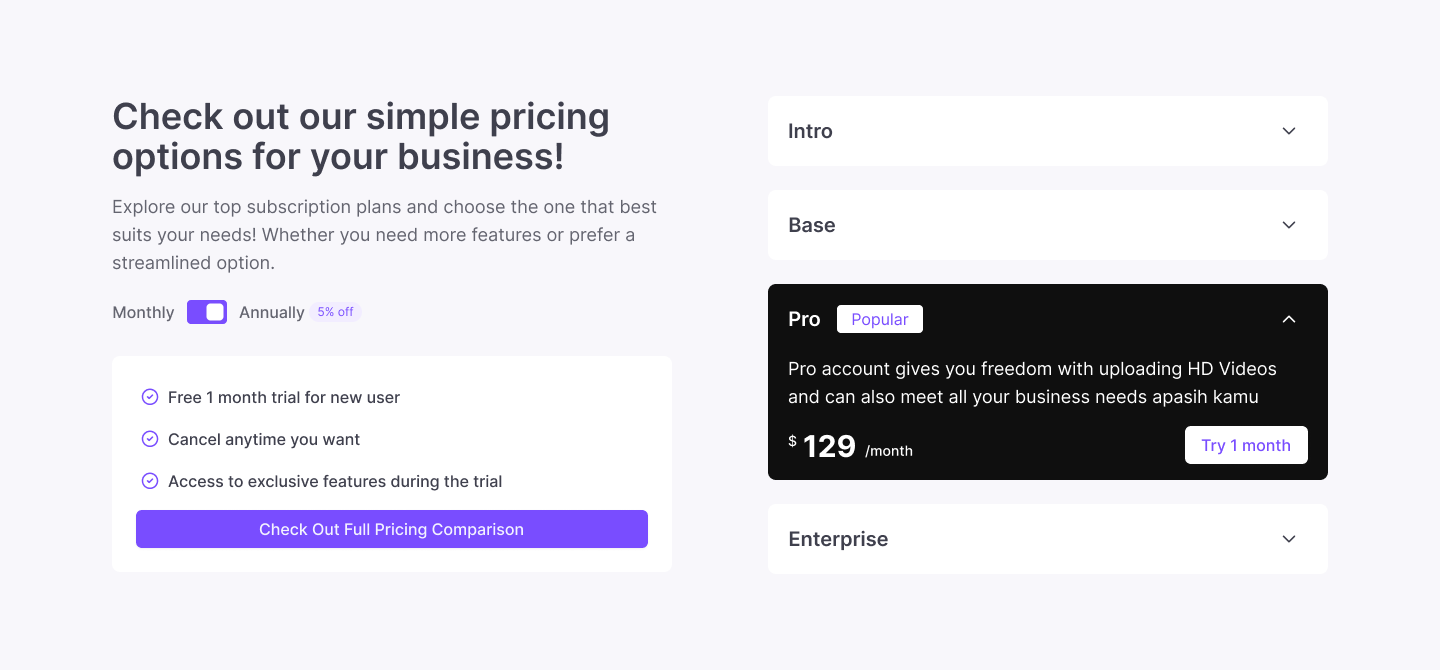 Check out our simple pricing
options for your business!
Explore our top subscription plans and choose the one that best
suits your needs! Whether you need more features or prefer a
streamlined option.
Monthly Annually 5% off
Free 1 month trial for new user
Cancel anytime you want
Access to exclusive features during the trial
Check Out Full Pricing Comparison
Intro
Base
Pro Popular
Pro account gives you freedom with uploading HD Videos
and can also meet all your business needs apasih kamu
$ 129 /month Try 1 month
Enterprise